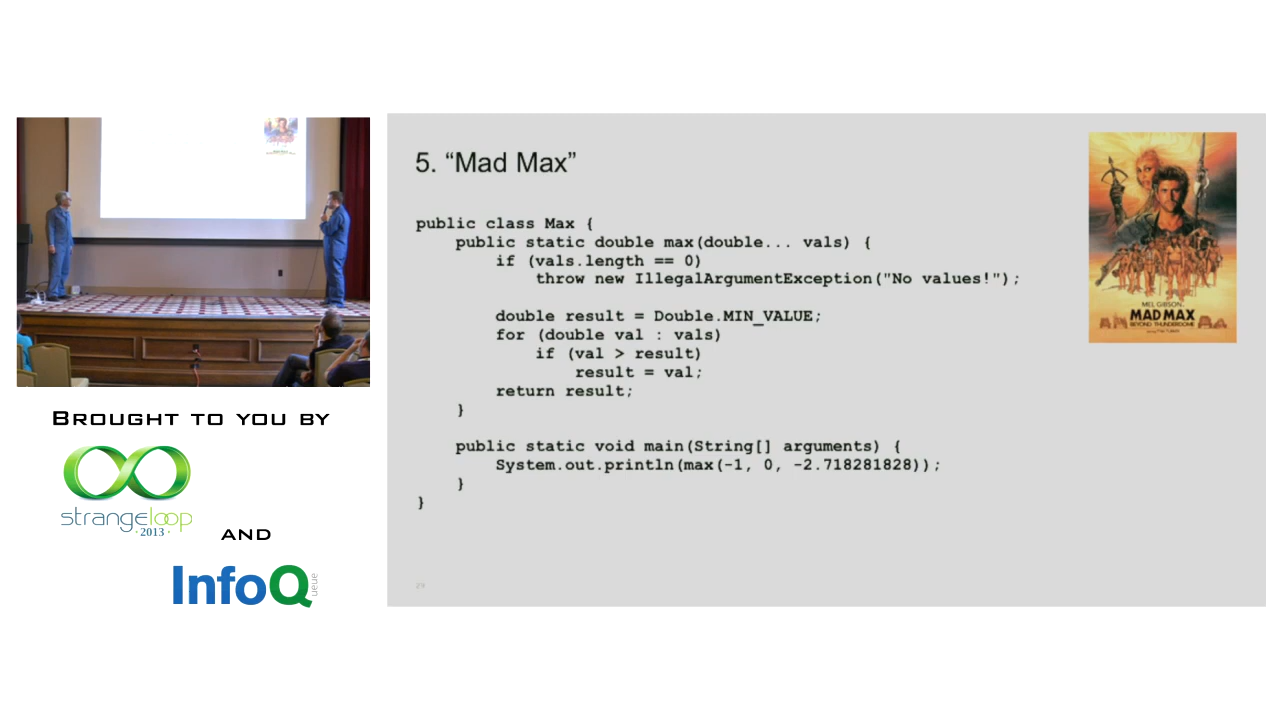 5. “Mad Max”
public class Max {
    public static double max(double... vals) {
        if (vals.length == 0)
            throw new IllegalArgumentException("No values!");
        double result = Double.MIN_VALUE;
        for (double val : vals)
            if (val > result)
                result = val;
        return result;
    }
    public static void main(String[] arguments) {
        System.out.println(max(-1, 0, -2.718281828));
    }
}
29
MEL GIBSON
MAD MAX
BEYOND THUNDERDOME
BROUGHT TO YOU BY
strangeloop
·2013·
AND
InfoQ
ueue